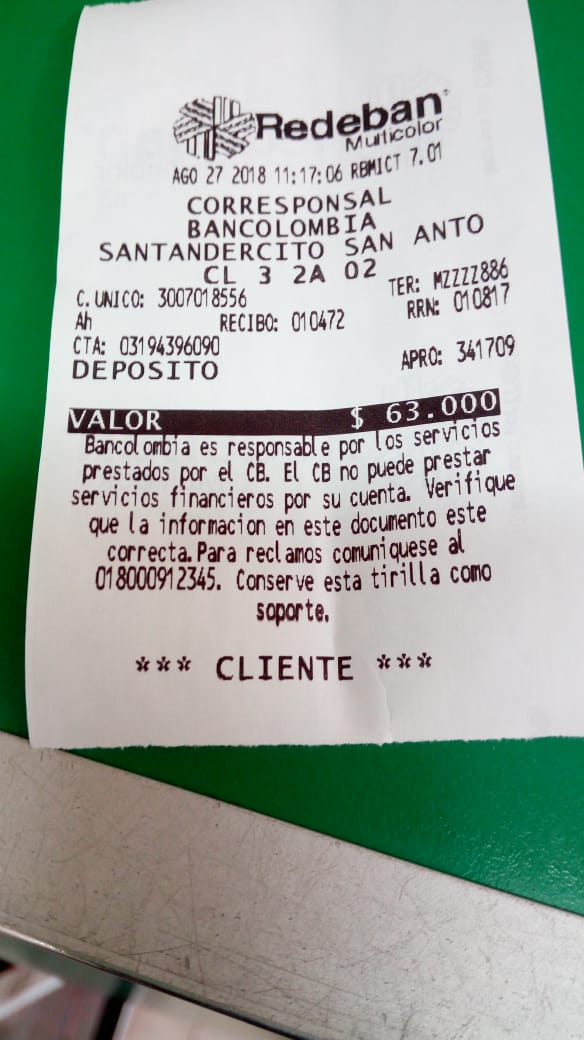 Redeban
Multicolor
AGO 27 2018 11:17:06 RBMICT 7.01
CORRESPONSAL
BANCOLOMBIA
SANTANDERCITO SAN ANTO
CL 3 2A 02
C. UNICO: 3007018556 TER: MZZZZ886
Ah RECIBO: 010472 RRN: 010817
CTA: 03194396090
DEPOSITO APRO: 341709
VALOR $ 63.000
Bancolombia es responsable por los servicios
prestados por el CB. El CB no puede prestar
servicios financieros por su cuenta. Verifique
que la informacion en este documento este
correcta. Para reclamos comuniquese al
018000912345. Conserve esta tirilla como
soporte.
*** CLIENTE ***